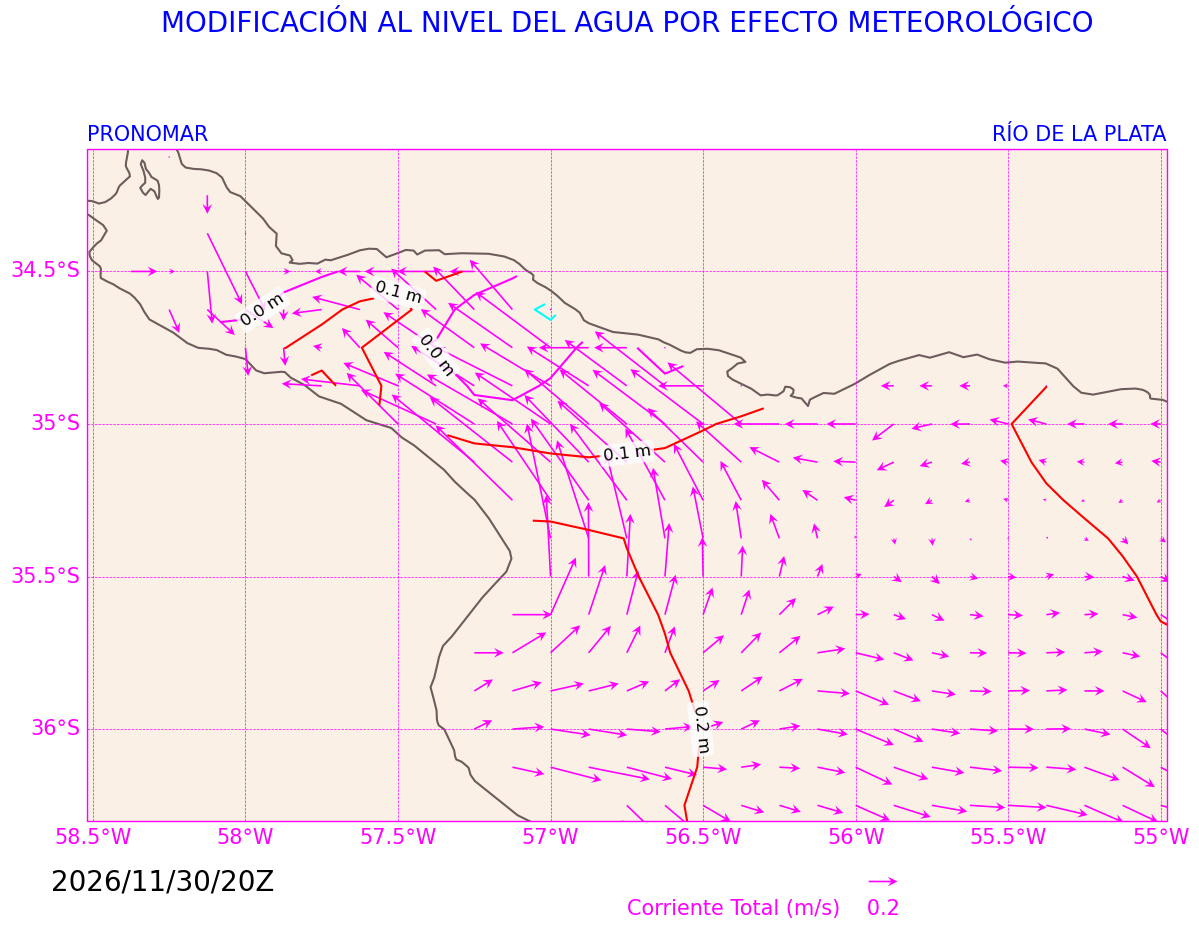 MODIFICACIÓN AL NIVEL DEL AGUA POR EFECTO METEOROLÓGICO
PRONOMAR
RÍO DE LA PLATA
34.5°S
35°S
35.5°S
36°S
0.0 m
0.1 m
0.0 m
0.1 m
0.2 m
58.5°W
58°W
57.5°W
57°W
56.5°W
56°W
55.5°W
55°W
2026/11/30/20Z
Corriente Total (m/s)
0.2